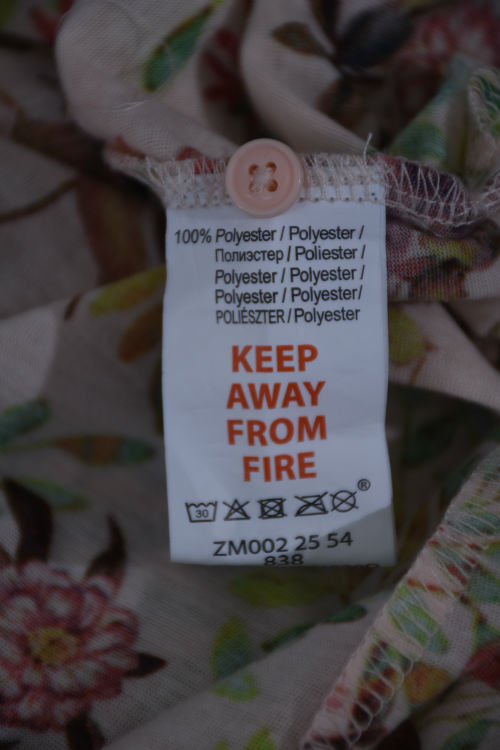 100% Polyester / Polyester /
Полиэстер / Poliester /
Polyester / Polyester /
Polyester / Polyester/
POLIÉSZTER / Polyester
KEEP
AWAY
FROM
FIRE
30 ®
ZM002 25 54
838